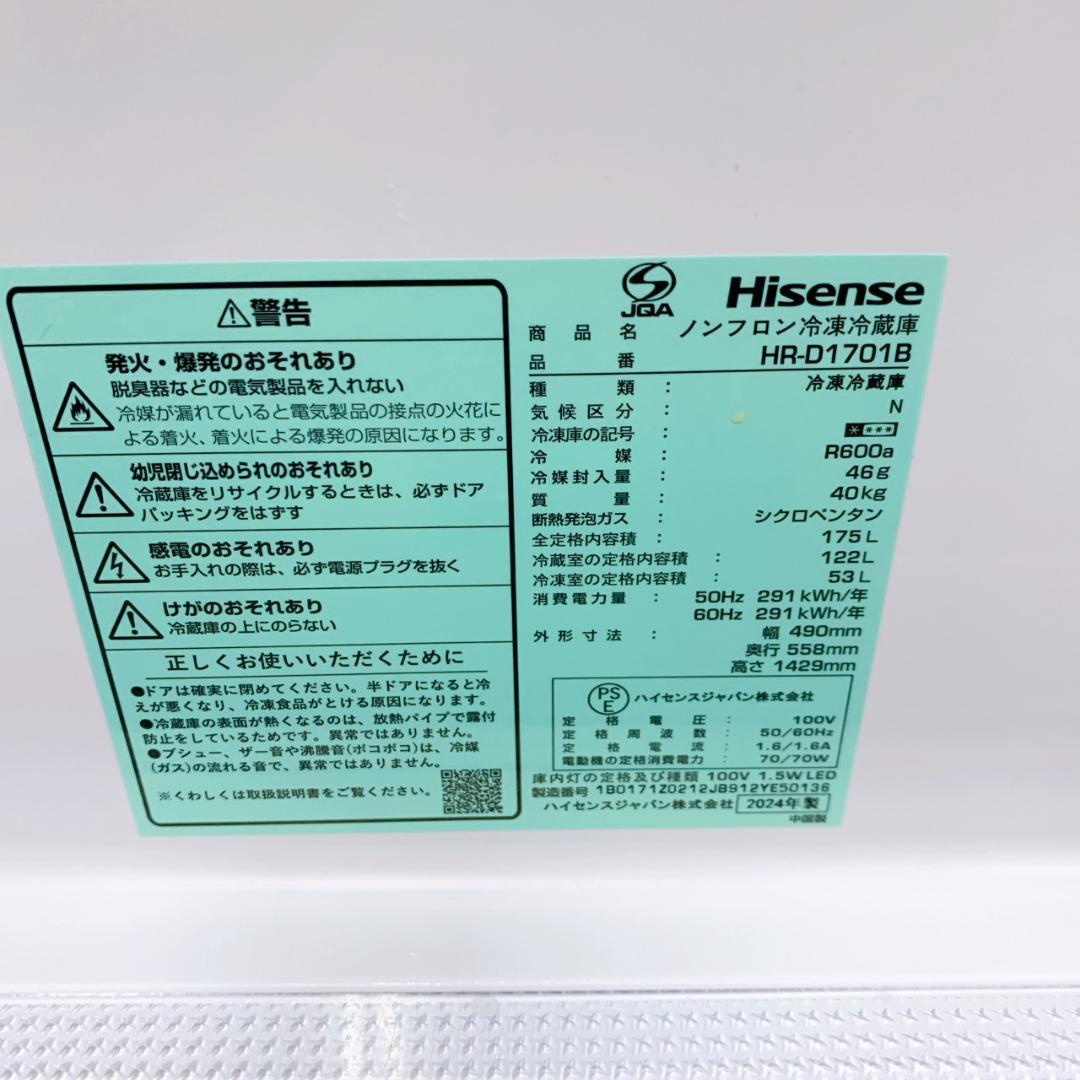 ⚠警告
発火・爆発のおそれあり
脱臭器などの電気製品を入れない
冷媒が漏れていると電気製品の接点の火花に
よる着火、着火による爆発の原因になります。
幼児閉じ込められのおそれあり
冷蔵庫をリサイクルするときは、必ずドア
パッキングをはずす
感電のおそれあり
お手入れの際は、必ず電源プラグを抜く
けがのおそれあり
冷蔵庫の上にのらない
正しくお使いいただくために
●ドアは確実に閉めてください。半ドアになると冷
えが悪くなり、冷凍食品がとける原因になります。
●冷蔵庫の表面が熱くなるのは、放熱パイプで露付
防止をしているためです。異常ではありません。
●ブシュー、ザー音や沸騰音(ボコボコ)は、冷媒
(ガス)の流れる音で、異常ではありません。
※くわしくは取扱説明書をご覧ください。
JQA
Hisense
商品名 ノンフロン冷凍冷蔵庫
品番 HR-D1701B
種類 : 冷凍冷蔵庫
気候区分 : N
冷凍庫の記号 : ****
冷媒 : R600a
冷媒封入量 : 46g
質量 : 40kg
断熱発泡ガス : シクロペンタン
全定格内容積 : 175L
冷蔵室の定格内容積 : 122L
冷凍室の定格内容積 : 53L
消費電力量 : 50Hz 291kWh/年
60Hz 291kWh/年
外形寸法 : 幅 490mm
奥行 558mm
高さ 1429mm
PSE ハイセンスジャパン株式会社
定格電圧 : 100V
定格周波数 : 50/60Hz
定格電流 : 1.6/1.6A
電動機の定格消費電力 : 70/70W
庫内灯の定格及び種類 100V 1.5W LED
製造番号 1B0171Z0212JB912YE50136
ハイセンスジャパン株式会社 2024年製
中国製